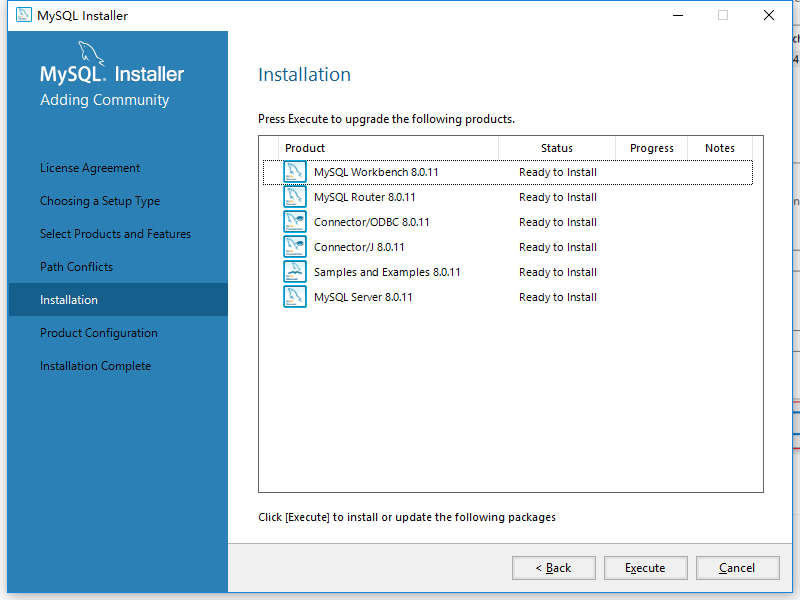 MySQL Installer
MySQL. Installer
Adding Community
License Agreement
Choosing a Setup Type
Select Products and Features
Path Conflicts
Installation
Product Configuration
Installation Complete
Installation
Press Execute to upgrade the following products.
Product Status Progress Notes
MySQL Workbench 8.0.11 Ready to Install
MySQL Router 8.0.11 Ready to Install
Connector/ODBC 8.0.11 Ready to Install
Connector/J 8.0.11 Ready to Install
Samples and Examples 8.0.11 Ready to Install
MySQL Server 8.0.11 Ready to Install
Click [Execute] to install or update the following packages
< Back Execute Cancel